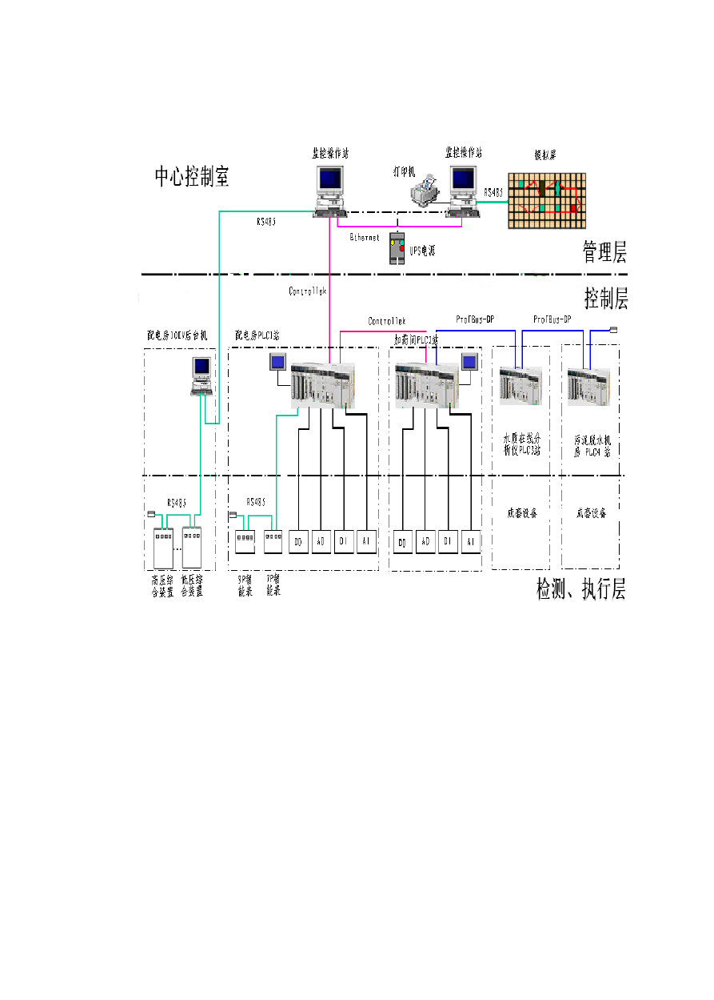 监控操作站
监控操作站
模拟屏
中心控制室
打印机
RS485
RS485
Ethernet
UPS电源
管理层
Controllek
控制层
Controllek
ProfBus-DP
ProfBus-DP
配电房10KV后台机
配电房PLC1站
加药间PLC2站
水质在线分
析仪PLC3站
污泥脱水机
房 PLC4 站
RS485
RS485
成套设备
成套设备
DO
AO
DI
AI
DO
AO
DI
AI
高压综
合装置
低压综
合装置
智
能表
智
能表
检测、执行层